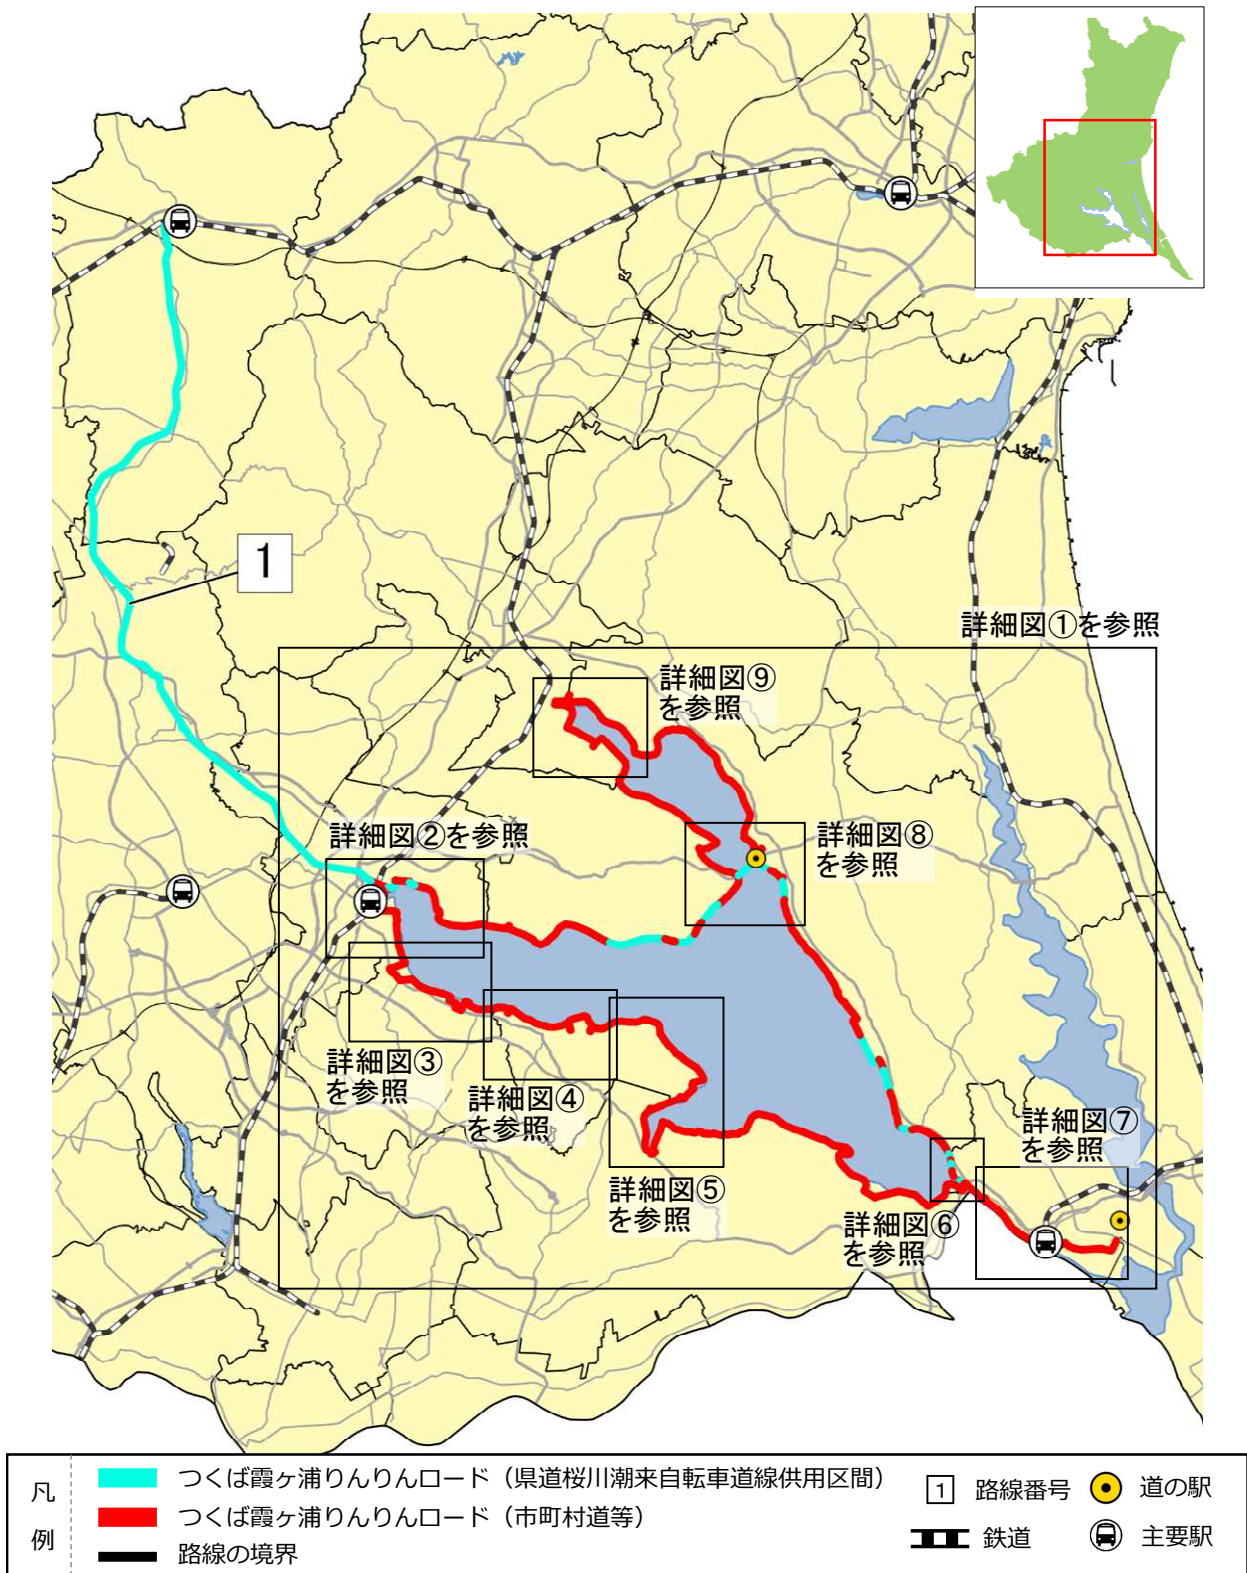 1
詳細図①を参照
詳細図⑨
を参照
詳細図②を参照
詳細図⑧
を参照
詳細図③
を参照
詳細図④
を参照
詳細図⑤
を参照
詳細図⑥
を参照
詳細図⑦
を参照
凡例
つくば霞ヶ浦りんりんロード（県道桜川潮来自転車道線供用区間）
つくば霞ヶ浦りんりんロード（市町村道等）
路線の境界
1 路線番号
道の駅
鉄道
主要駅